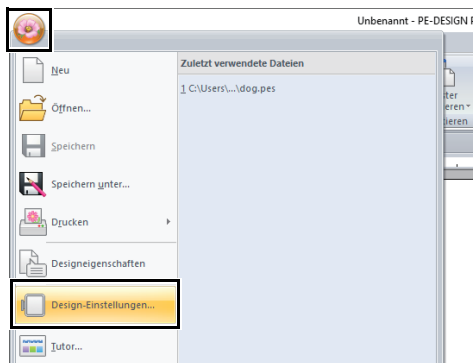 Unbenannt - PE-DESIGN
Neu
Öffnen...
Speichern
Speichern unter...
Drucken
Designeigenschaften
Design-Einstellungen...
Tutor...
Zuletzt verwendete Dateien
1 C:\Users\...\dog.pes